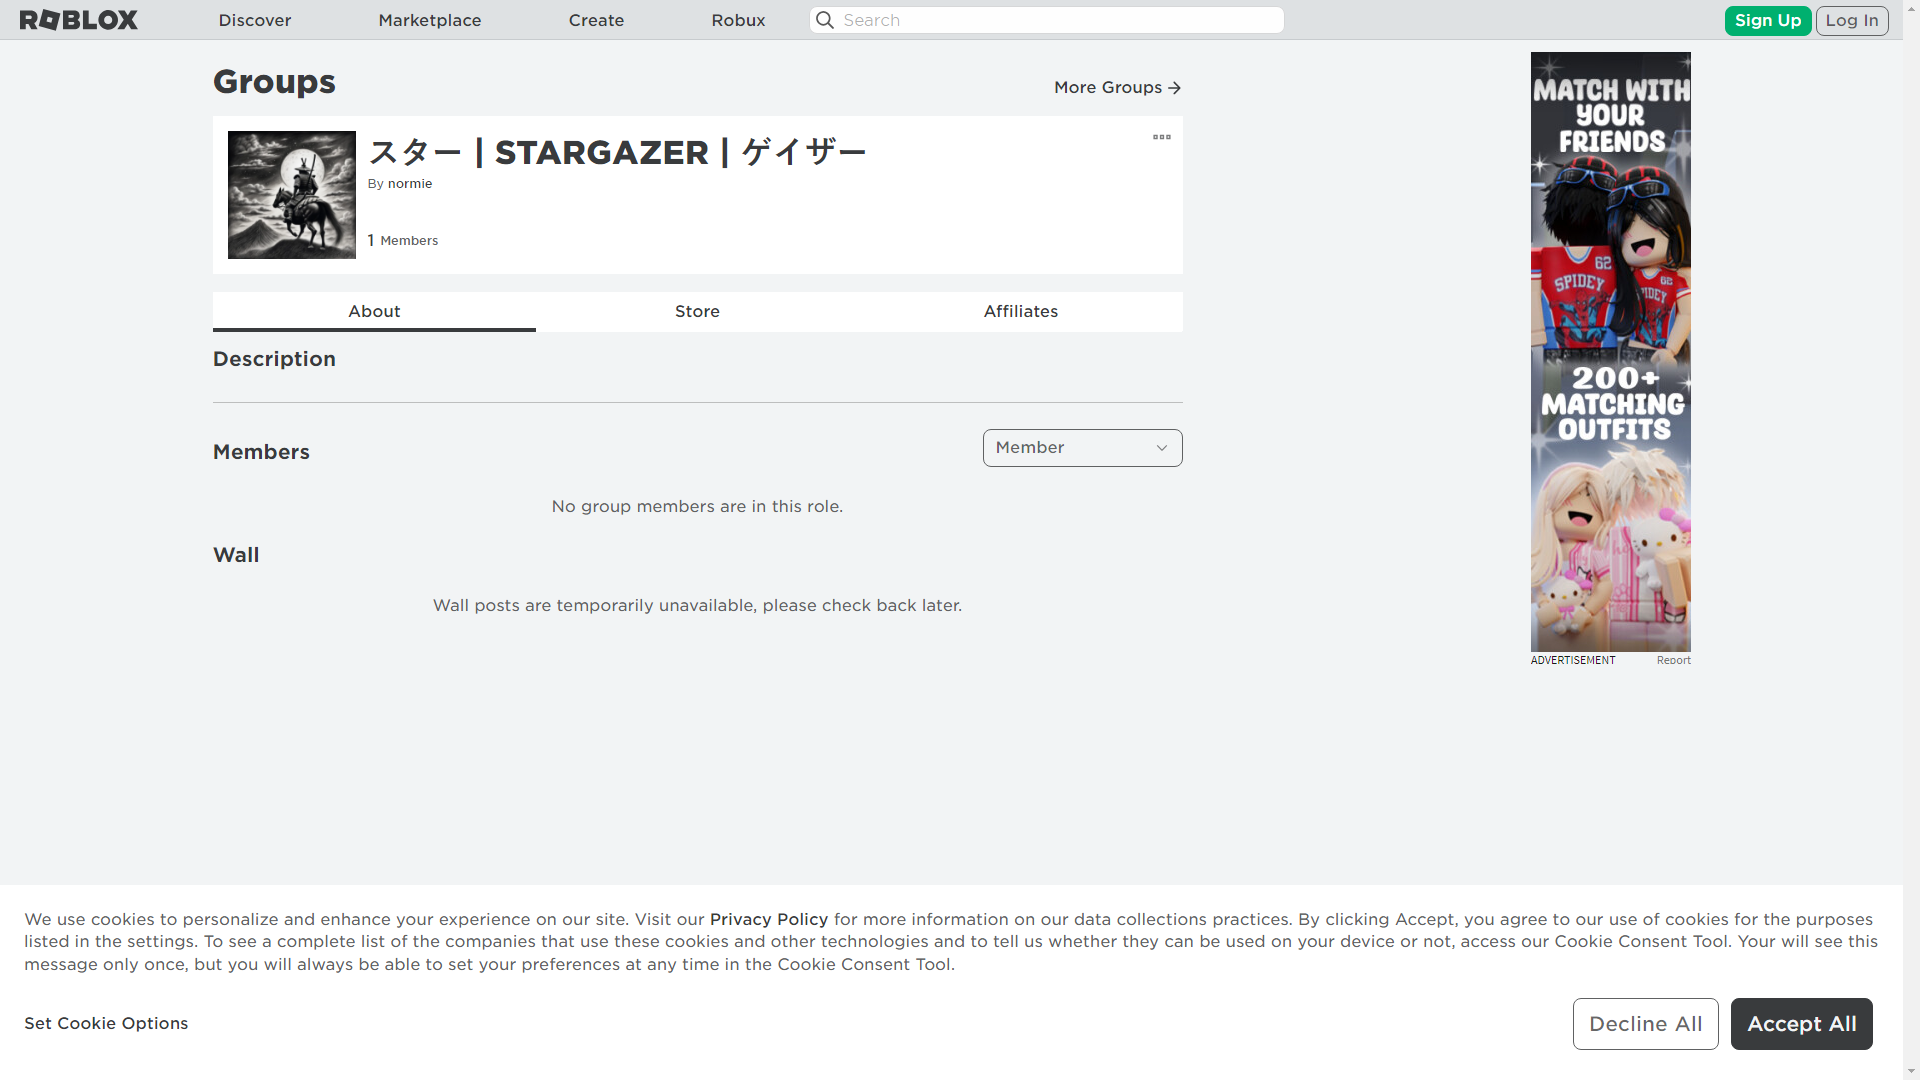 ROBLOX
Discover
Marketplace
Create
Robux
Search
Sign Up
Log In
Groups
More Groups
スター | STARGAZER | ゲイザー
By normie
1 Members
About
Store
Affiliates
Description
Members
Member
No group members are in this role.
Wall
Wall posts are temporarily unavailable, please check back later.
MATCH WITH
YOUR
FRIENDS
62
SPIDEY
62
200+
MATCHING
OUTFITS
ADVERTISEMENT
Report
We use cookies to personalize and enhance your experience on our site. Visit our Privacy Policy for more information on our data collections practices. By clicking Accept, you agree to our use of cookies for the purposes
listed in the settings. To see a complete list of the companies that use these cookies and other technologies and to tell us whether they can be used on your device or not, access our Cookie Consent Tool. Your will see this
message only once, but you will always be able to set your preferences at any time in the Cookie Consent Tool.
Set Cookie Options
Decline All
Accept All